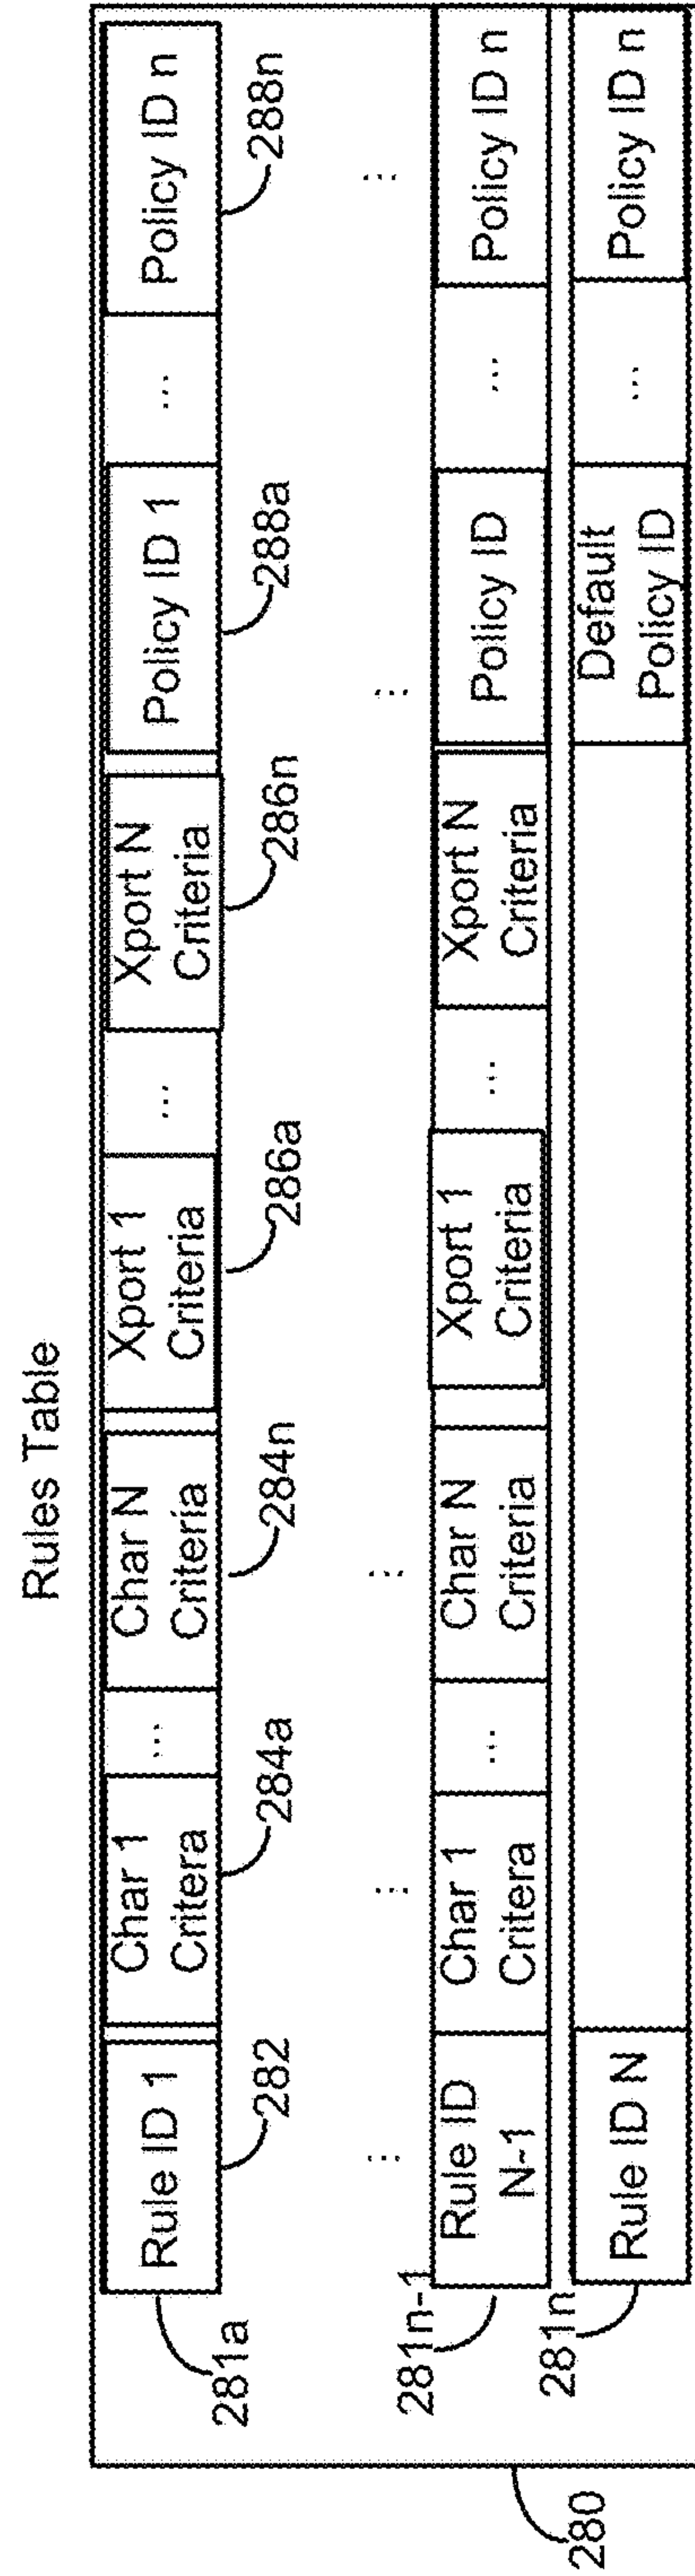 Rules Table
Rule ID 1
Char 1
Critera
...
Char N
Criteria
Xport 1
Criteria
...
Xport N
Criteria
Policy ID 1
...
Policy ID n
281a
282
284a
284n
286a
286n
288a
288n
...
...
...
...
...
281n-1
Rule ID
N-1
Char 1
Critera
...
Char N
Criteria
Xport 1
Criteria
...
Xport N
Criteria
Policy ID
...
Policy ID n
281n
Rule ID N
Default
Policy ID
...
Policy ID n
280